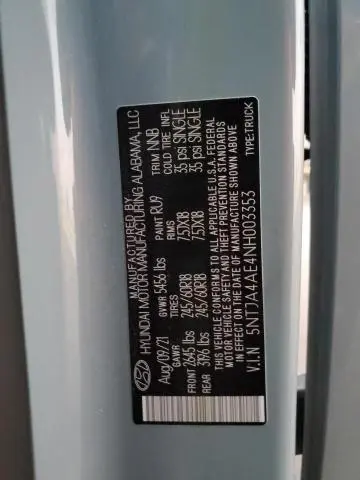 MANUFACTURED BY
HYUNDAI MOTOR MANUFACTURING ALABAMA, LLC
Aug/09/21 GVWR 5456 lbs PAINT RU9 TRIM NNB
GAWR TIRES RIMS COLD TIRE INFL.
FRONT 2645 lbs 245/60R18 7.5JX18 35 psi SINGLE
REAR 3196 lbs 245/60R18 7.5JX18 35 psi SINGLE
THIS VEHICLE CONFORMS TO ALL APPLICABLE U.S.A. FEDERAL
MOTOR VEHICLE SAFETY AND THEFT PREVENTION STANDARDS
IN EFFECT ON THE DATE OF MANUFACTURE SHOWN ABOVE
V.I.N 5NTJA4AE4NH003353 TYPE:TRUCK